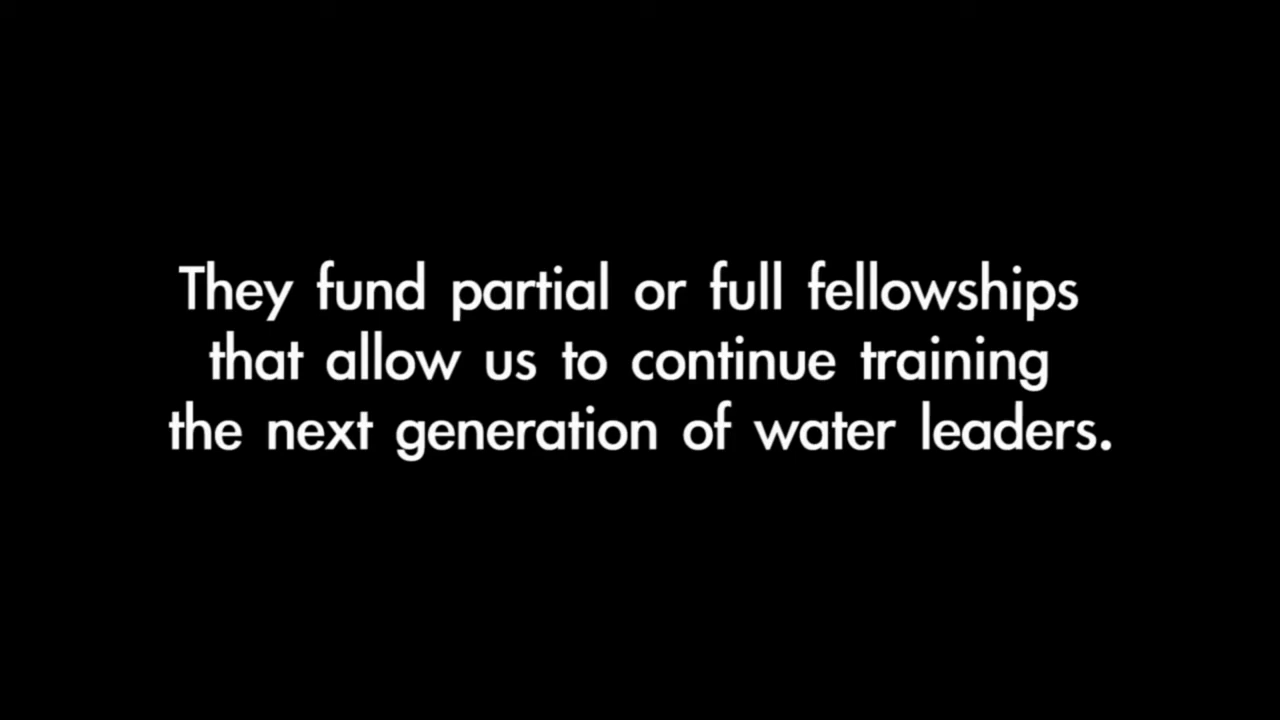 They fund partial or full fellowships
that allow us to continue training
the next generation of water leaders.